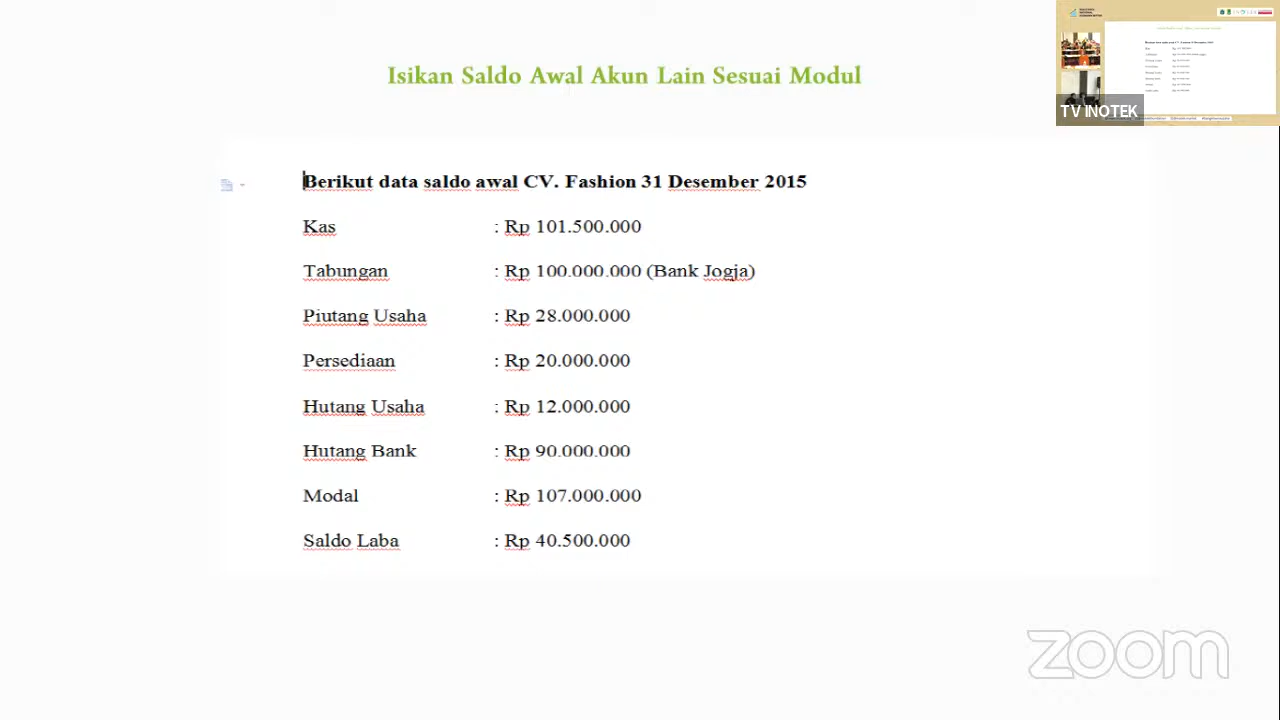 Isikan Saldo Awal Akun Lain Sesuai Modul
TV INOTEK
Berikut data saldo awal CV. Fashion 31 Desember 2015
Kas : Rp 101.500.000
Tabungan : Rp 100.000.000 (Bank Jogja)
Piutang Usaha : Rp 28.000.000
Persediaan : Rp 20.000.000
Hutang Usaha : Rp 12.000.000
Hutang Bank : Rp 90.000.000
Modal : Rp 107.000.000
Saldo Laba : Rp 40.500.000
zoom